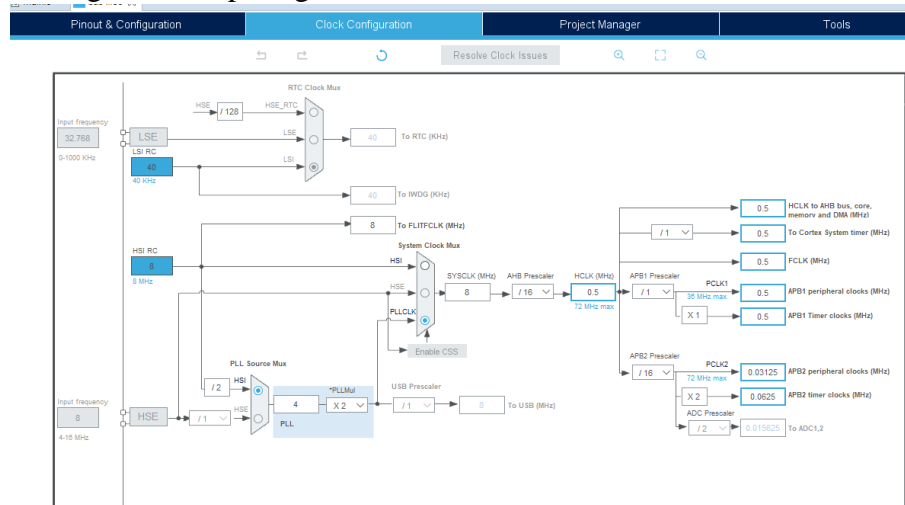 Pinout & Configuration
Clock Configuration
Project Manager
Tools
Resolve Clock Issues
RTC Clock Mux
HSE
/ 128
HSE_RTC
Input frequency
32.768
0-1000 KHz
LSE
LSE
40
To RTC (KHz)
LSI RC
40
40 KHz
LSI
40
To IWDG (KHz)
8
To FLITFCLK (MHz)
HSI RC
8
8 MHz
System Clock Mux
HSI
HSE
PLLCLK
SYSCLK (MHz)
8
AHB Prescaler
/ 16
HCLK (MHz)
0.5
72 MHz max
Enable CSS
0.5
HCLK to AHB bus, core,
memory and DMA (MHz)
/ 1
0.5
To Cortex System timer (MHz)
0.5
FCLK (MHz)
APB1 Prescaler
/ 1
PCLK1
36 MHz max
0.5
APB1 peripheral clocks (MHz)
X 1
0.5
APB1 Timer clocks (MHz)
APB2 Prescaler
/ 16
PCLK2
72 MHz max
0.03125
APB2 peripheral clocks (MHz)
X 2
0.0625
APB2 timer clocks (MHz)
ADC Prescaler
/ 2
0.015625
To ADC1,2
PLL Source Mux
/ 2
HSI
HSE
4
*PLLMul
X 2
PLL
USB Prescaler
/ 1
8
To USB (MHz)
Input frequency
8
4-16 MHz
HSE
/ 1